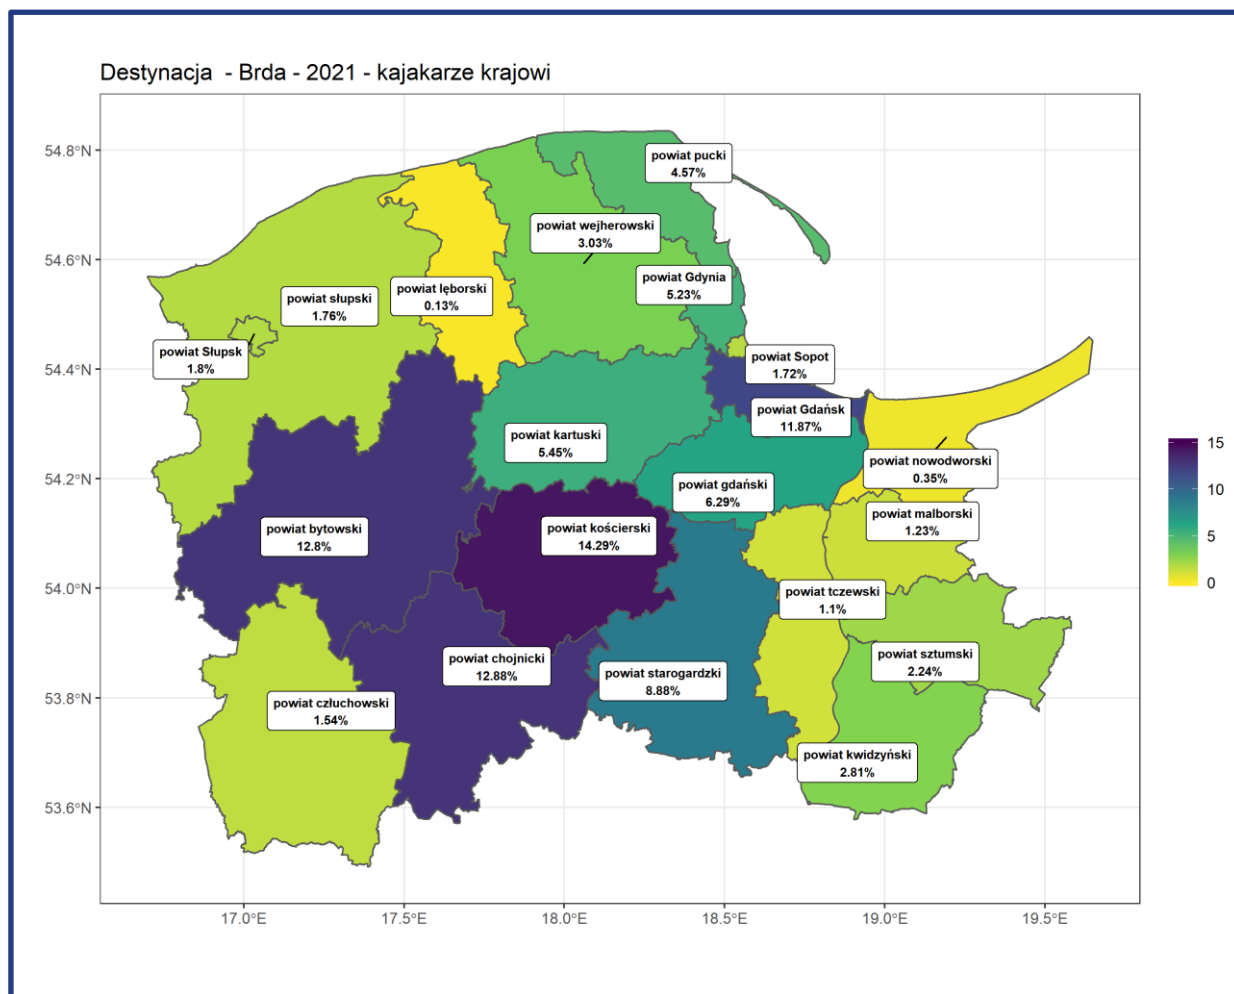 Destynacja - Brda - 2021 - kajakarze krajowi
54.8°N
54.6°N
54.4°N
54.2°N
54.0°N
53.8°N
53.6°N
powiat pucki
4.57%
powiat wejherowski
3.03%
powiat Gdynia
5.23%
powiat lęborski
0.13%
powiat słupski
1.76%
powiat Słupsk
1.8%
powiat Sopot
1.72%
powiat Gdańsk
11.87%
powiat kartuski
5.45%
powiat nowodworski
0.35%
powiat gdański
6.29%
powiat malborski
1.23%
powiat bytowski
12.8%
powiat kościerski
14.29%
powiat tczewski
1.1%
powiat chojnicki
12.88%
powiat starogardzki
8.88%
powiat sztumski
2.24%
powiat człuchowski
1.54%
powiat kwidzyński
2.81%
17.0°E
17.5°E
18.0°E
18.5°E
19.0°E
19.5°E
15
10
5
0